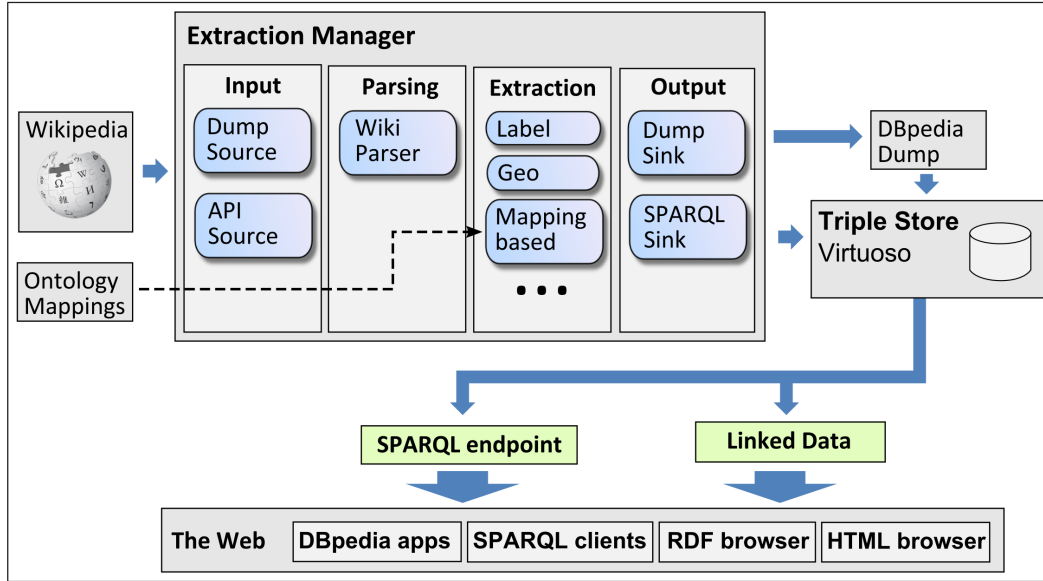 Extraction Manager
Input
Parsing
Extraction
Output
Wikipedia
Dump
Source
API
Source
Wiki
Parser
Label
Geo
Mapping
based
...
Dump
Sink
SPARQL
Sink
Ontology
Mappings
DBpedia
Dump
Triple Store
Virtuoso
SPARQL endpoint
Linked Data
The Web
DBpedia apps
SPARQL clients
RDF browser
HTML browser